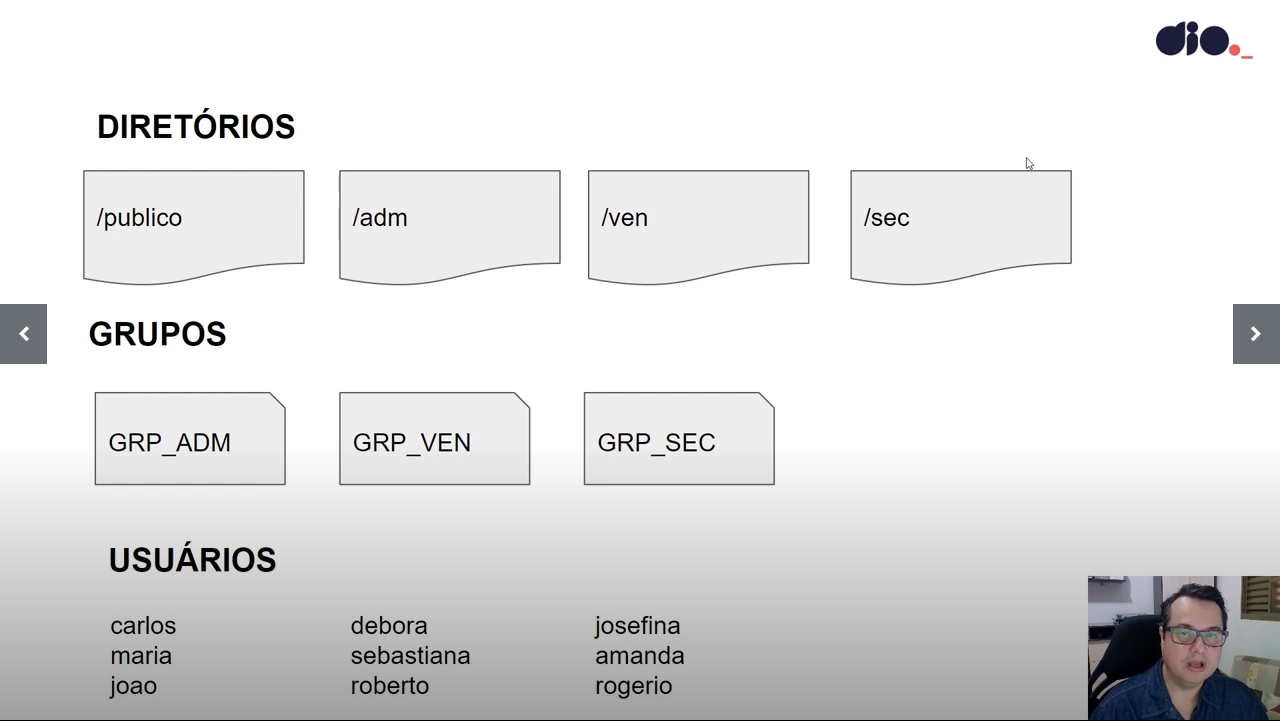 dio._
DIRETÓRIOS
/publico /adm /ven /sec
GRUPOS
GRP_ADM GRP_VEN GRP_SEC
USUÁRIOS
carlos debora josefina
maria sebastiana amanda
joao roberto rogerio